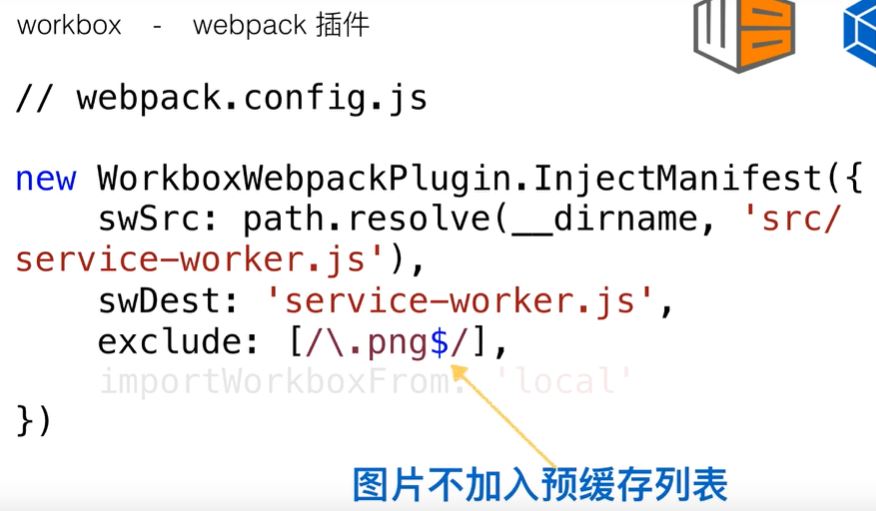 workbox - webpack 插件
// webpack.config.js
new WorkboxWebpackPlugin.InjectManifest({
swSrc: path.resolve(__dirname, 'src/
service-worker.js'),
swDest: 'service-worker.js',
exclude: [/\.png$/],
importWorkboxFrom: 'local'
})
图片不加入预缓存列表